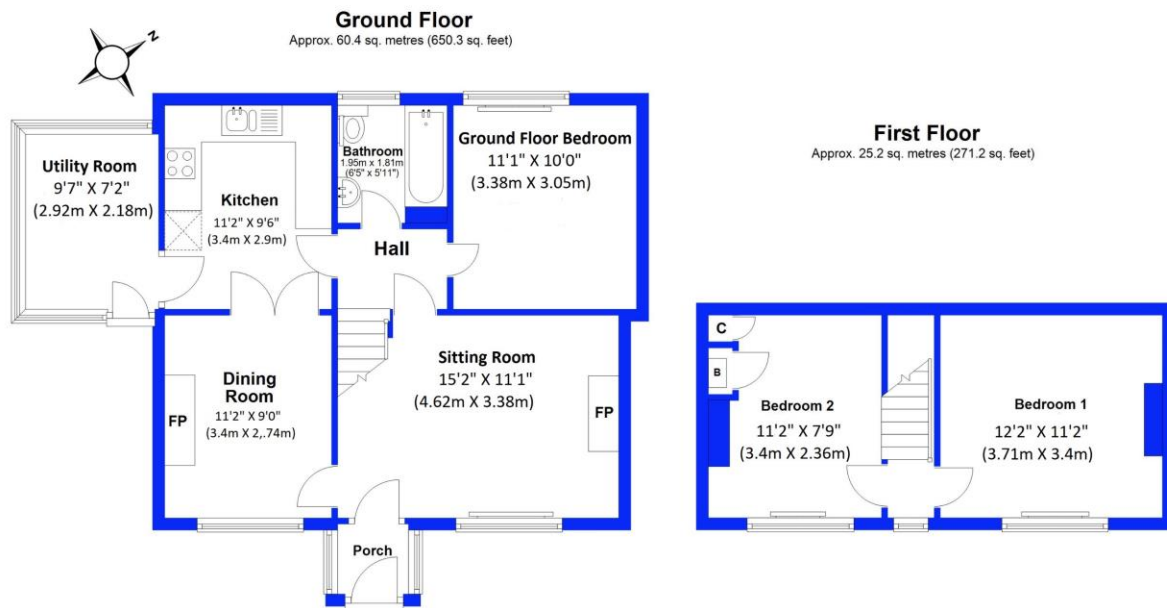 Ground Floor
Approx. 60.4 sq. metres (650.3 sq. feet)
N
Utility Room
9'7" X 7'2"
(2.92m X 2.18m)
Kitchen
11'2" X 9'6"
(3.4m X 2.9m)
Bathroom
1.95m x 1.81m
(6'5" x 5'11")
Ground Floor Bedroom
11'1" X 10'0"
(3.38m X 3.05m)
Hall
Dining
Room
11'2" X 9'0"
(3.4m X 2,.74m)
FP
Sitting Room
15'2" X 11'1"
(4.62m X 3.38m)
FP
Porch
First Floor
Approx. 25.2 sq. metres (271.2 sq. feet)
C
B
Bedroom 2
11'2" X 7'9"
(3.4m X 2.36m)
Bedroom 1
12'2" X 11'2"
(3.71m X 3.4m)